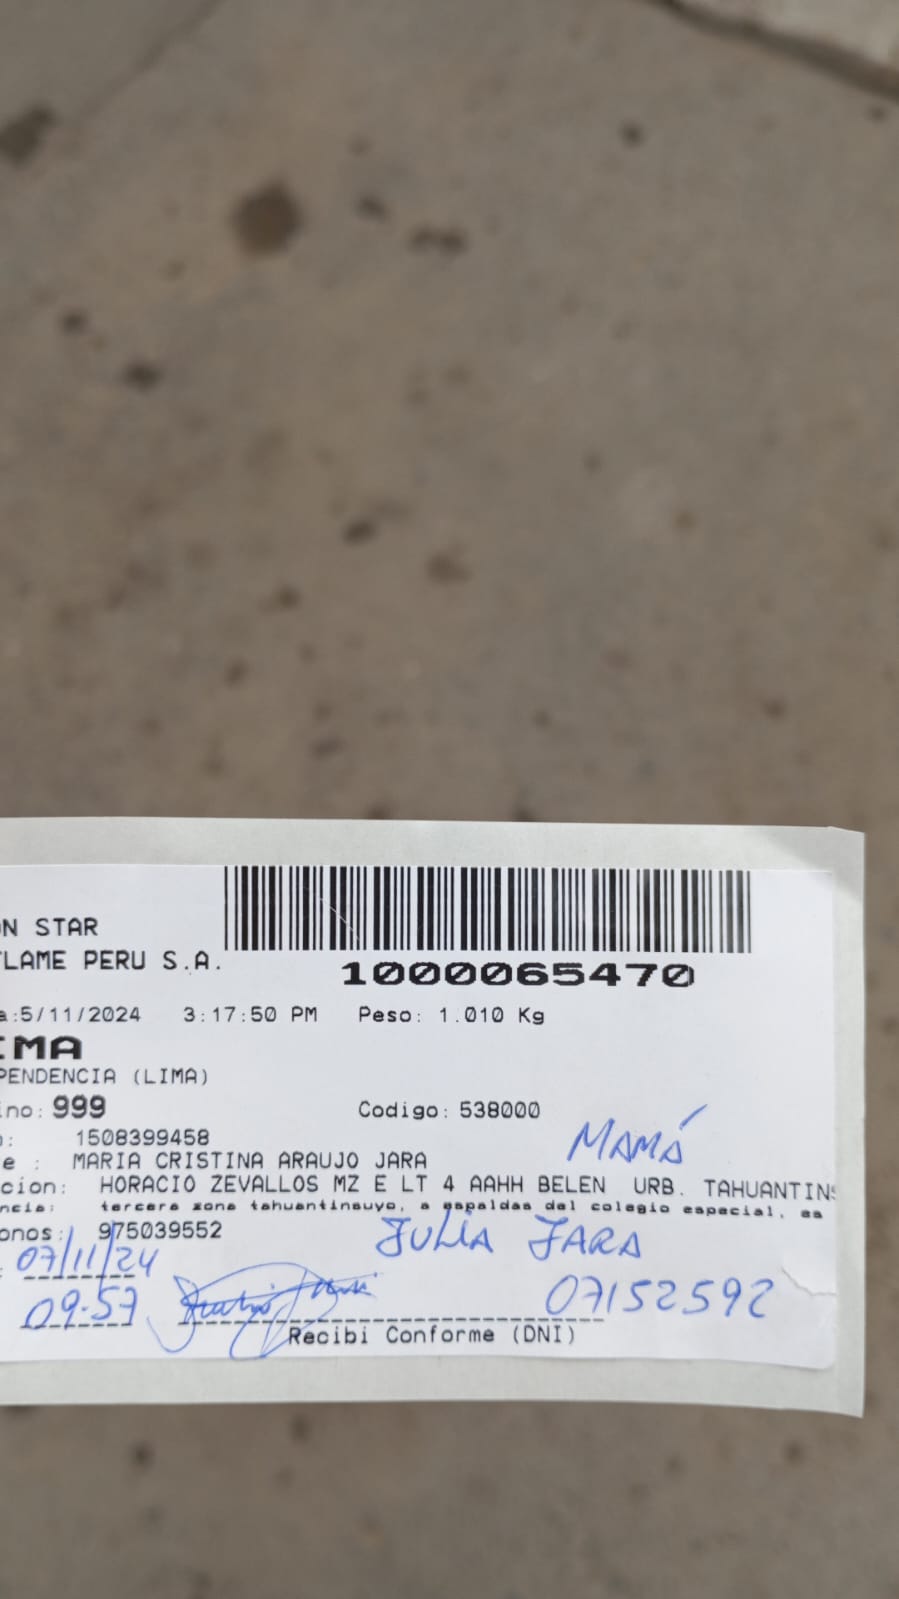 N STAR
LAME PERU S.A.
1000065470
a:5/11/2024 3:17:50 PM Peso: 1.010 Kg
IMA
PENDENCIA (LIMA)
ino: 999 Codigo: 538000
o: 1508399458
MAMÁ
e : MARIA CRISTINA ARAUJO JARA
cion: HORACIO ZEVALLOS MZ E LT 4 AAHH BELEN URB. TAHUANTINS
ncia: tercera zona tahuantinsuyo, a espaldas del colegio especial, es
onos: 975039552
JULIA JARA
07/11/24
09:57
07152592
Recibi Conforme (DNI)